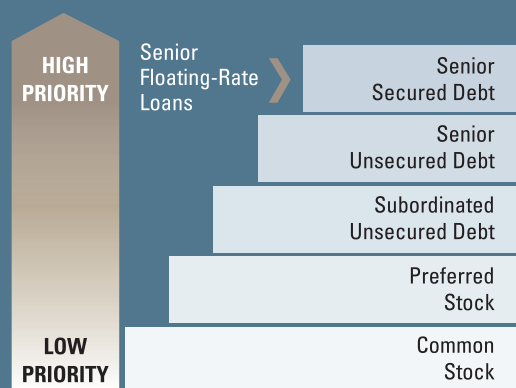 HIGH
PRIORITY
Senior
Floating-Rate
Loans
Senior
Secured Debt
Senior
Unsecured Debt
Subordinated
Unsecured Debt
Preferred
Stock
Common
Stock
LOW
PRIORITY